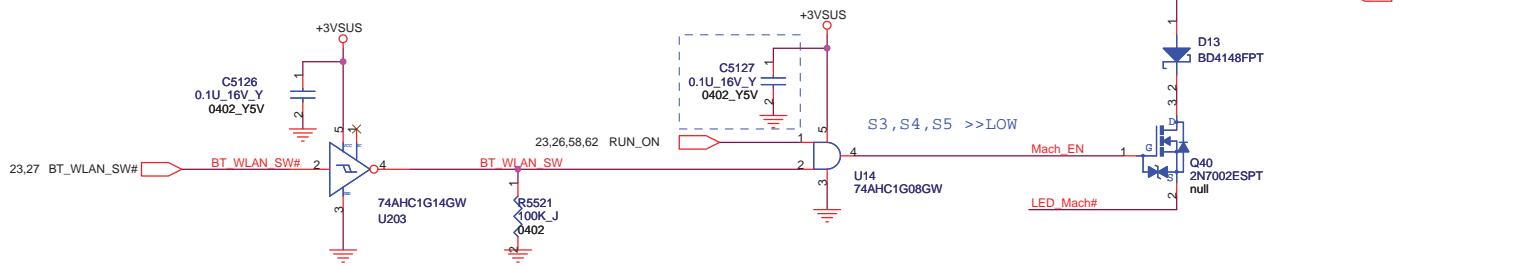 +3VSUS
C5126
0.1U_16V_Y
0402_Y5V
1
2
5
1
23,27 BT_WLAN_SW#
BT_WLAN_SW#
2
4
3
74AHC1G14GW
U203
BT_WLAN_SW
1
R5521
100K_J
0402
2
+3VSUS
C5127
0.1U_16V_Y
0402_Y5V
1
2
5
23,26,58,62 RUN_ON
1
2
4
3
U14
74AHC1G08GW
S3,S4,S5 >>LOW
Mach_EN
1
1
D13
BD4148FPT
2
3
D
G
S
Q40
2N7002ESPT
null
2
LED_Mach#